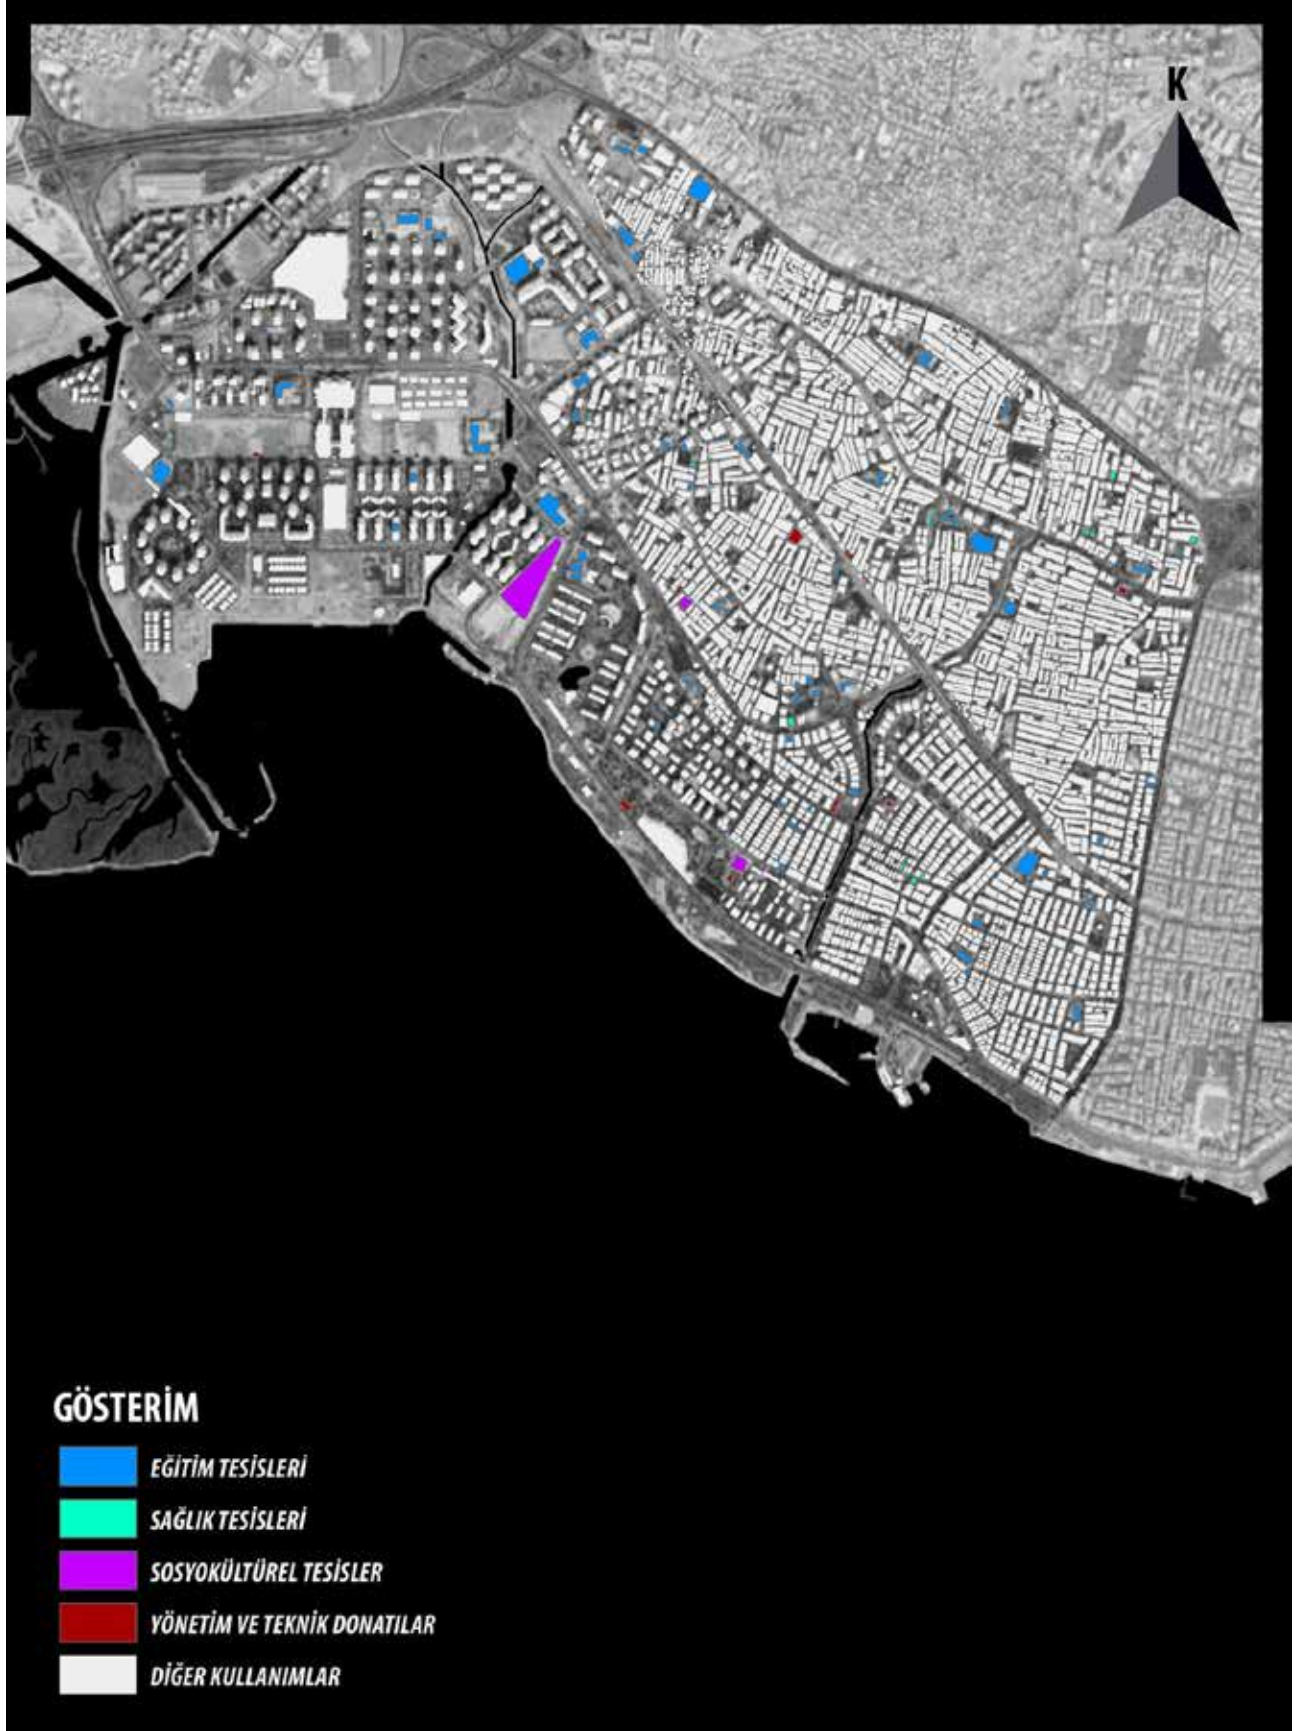 K
GÖSTERİM
EĞİTİM TESİSLERİ
SAĞLIK TESİSLERİ
SOSYOKÜLTÜREL TESİSLER
YÖNETİM VE TEKNİK DONATILAR
DİĞER KULLANIMLAR